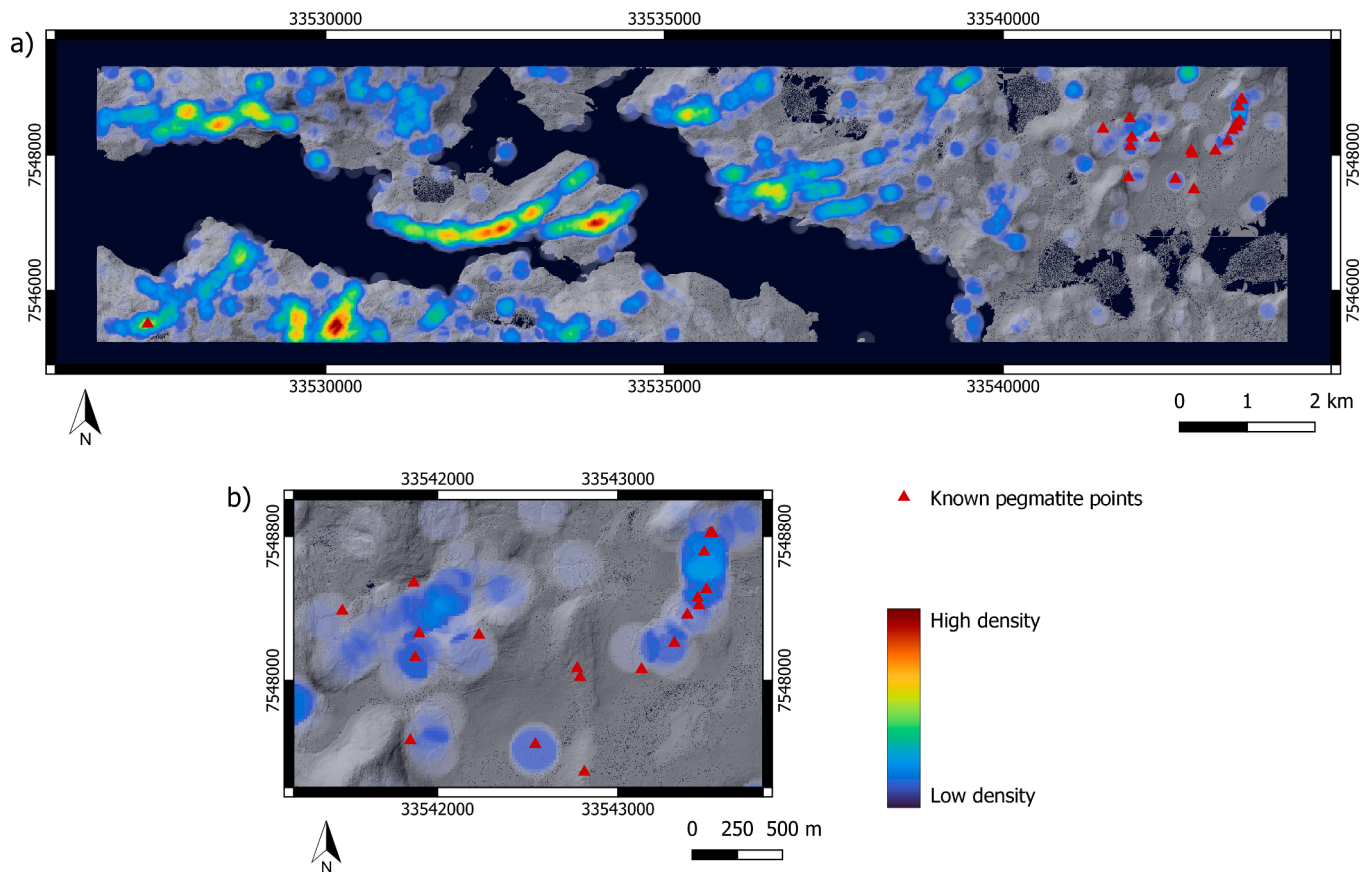 a)
33530000 33535000 33540000
7548000 7548000
7546000 7546000
33530000 33535000 33540000
N
0 1 2 km
b)
33542000 33543000
7548800 7548800
7548000 7548000
33542000 33543000
N
0 250 500 m
Known pegmatite points
High density
Low density